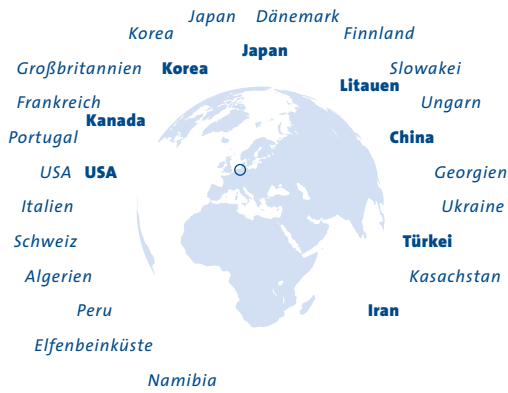 Japan Dänemark
Korea Finnland
Japan
Großbritannien Korea Slowakei
Litauen
Frankreich Ungarn
Kanada
Portugal China
USA USA Georgien
Italien Ukraine
Schweiz Türkei
Algerien Kasachstan
Peru Iran
Elfenbeinküste
Namibia